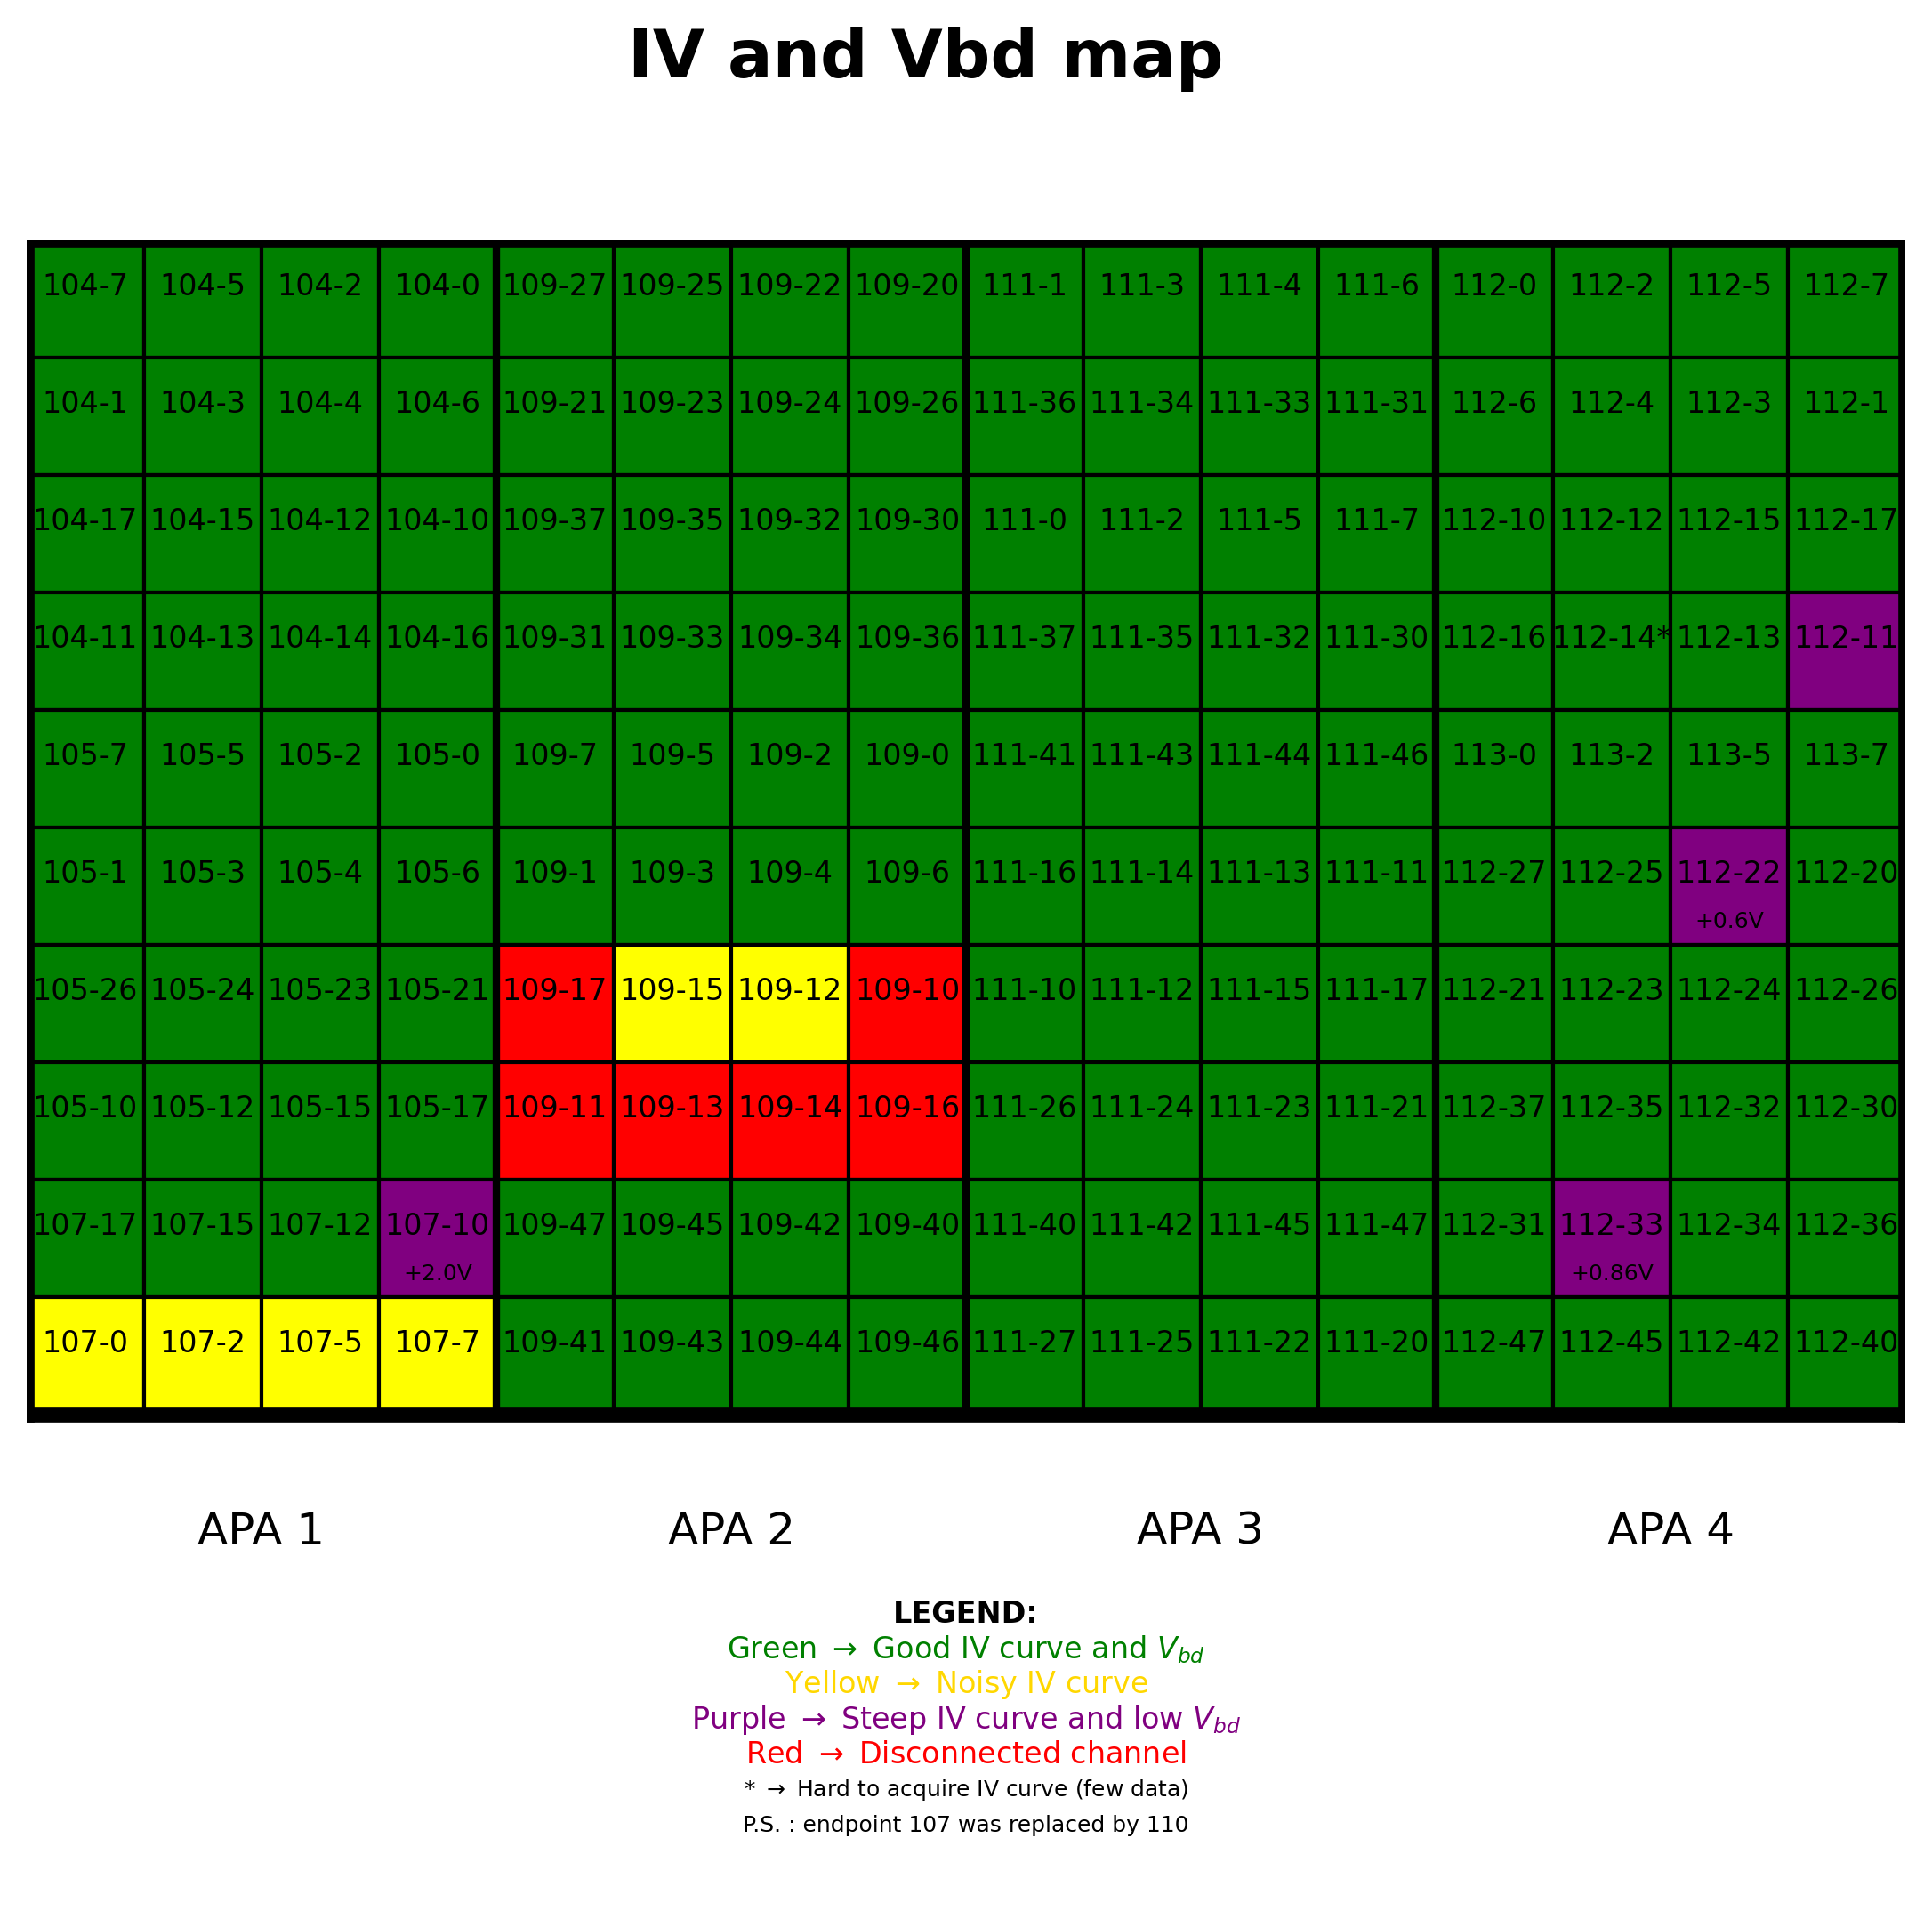 IV and Vbd map
104-7 104-5 104-2 104-0 109-27 109-25 109-22 109-20 111-1 111-3 111-4 111-6 112-0 112-2 112-5 112-7
104-1 104-3 104-4 104-6 109-21 109-23 109-24 109-26 111-36 111-34 111-33 111-31 112-6 112-4 112-3 112-1
104-17 104-15 104-12 104-10 109-37 109-35 109-32 109-30 111-0 111-2 111-5 111-7 112-10 112-12 112-15 112-17
104-11 104-13 104-14 104-16 109-31 109-33 109-34 109-36 111-37 111-35 111-32 111-30 112-16 112-14* 112-13 112-11
105-7 105-5 105-2 105-0 109-7 109-5 109-2 109-0 111-41 111-43 111-44 111-46 113-0 113-2 113-5 113-7
105-1 105-3 105-4 105-6 109-1 109-3 109-4 109-6 111-16 111-14 111-13 111-11 112-27 112-25 112-22 112-20
+0.6V
105-26 105-24 105-23 105-21 109-17 109-15 109-12 109-10 111-10 111-12 111-15 111-17 112-21 112-23 112-24 112-26
105-10 105-12 105-15 105-17 109-11 109-13 109-14 109-16 111-26 111-24 111-23 111-21 112-37 112-35 112-32 112-30
107-17 107-15 107-12 107-10 109-47 109-45 109-42 109-40 111-40 111-42 111-45 111-47 112-31 112-33 112-34 112-36
+2.0V +0.86V
107-0 107-2 107-5 107-7 109-41 109-43 109-44 109-46 111-27 111-25 111-22 111-20 112-47 112-45 112-42 112-40
APA 1 APA 2 APA 3 APA 4
LEGEND:
Green → Good IV curve and V_bd
Yellow → Noisy IV curve
Purple → Steep IV curve and low V_bd
Red → Disconnected channel
* → Hard to acquire IV curve (few data)
P.S. : endpoint 107 was replaced by 110